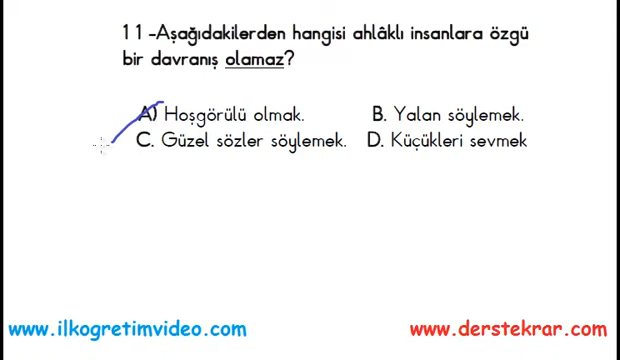 11-Aşağıdakilerden hangisi ahlâklı insanlara özgü
bir davranış olamaz?
A) Hoşgörülü olmak. B. Yalan söylemek.
C. Güzel sözler söylemek. D. Küçükleri sevmek
www.ilkogretimvideo.com www.derstekrar.com